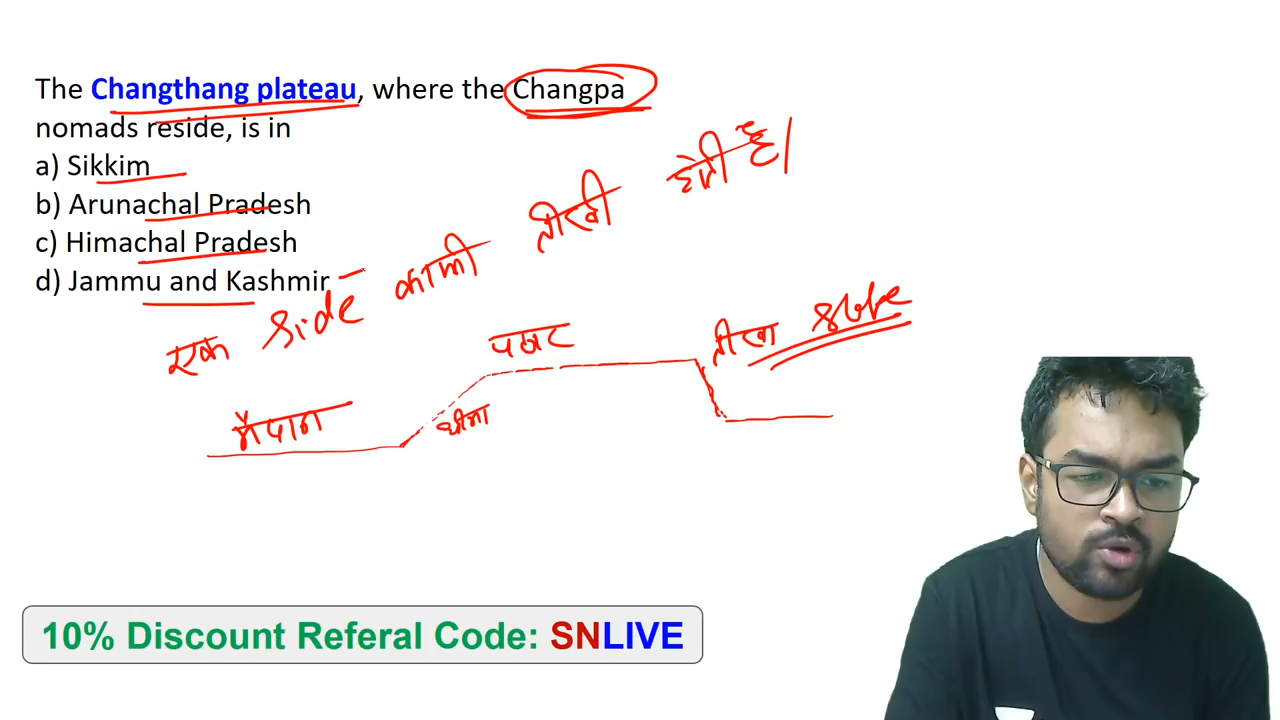 The Changthang plateau, where the Changpa
nomads reside, is in
a) Sikkim
b) Arunachal Pradesh
c) Himachal Pradesh
d) Jammu and Kashmir
एक side काफी तीखी होती है।
पठार
तीखा slope
मैदान
धीमा
10% Discount Referal Code: SNLIVE